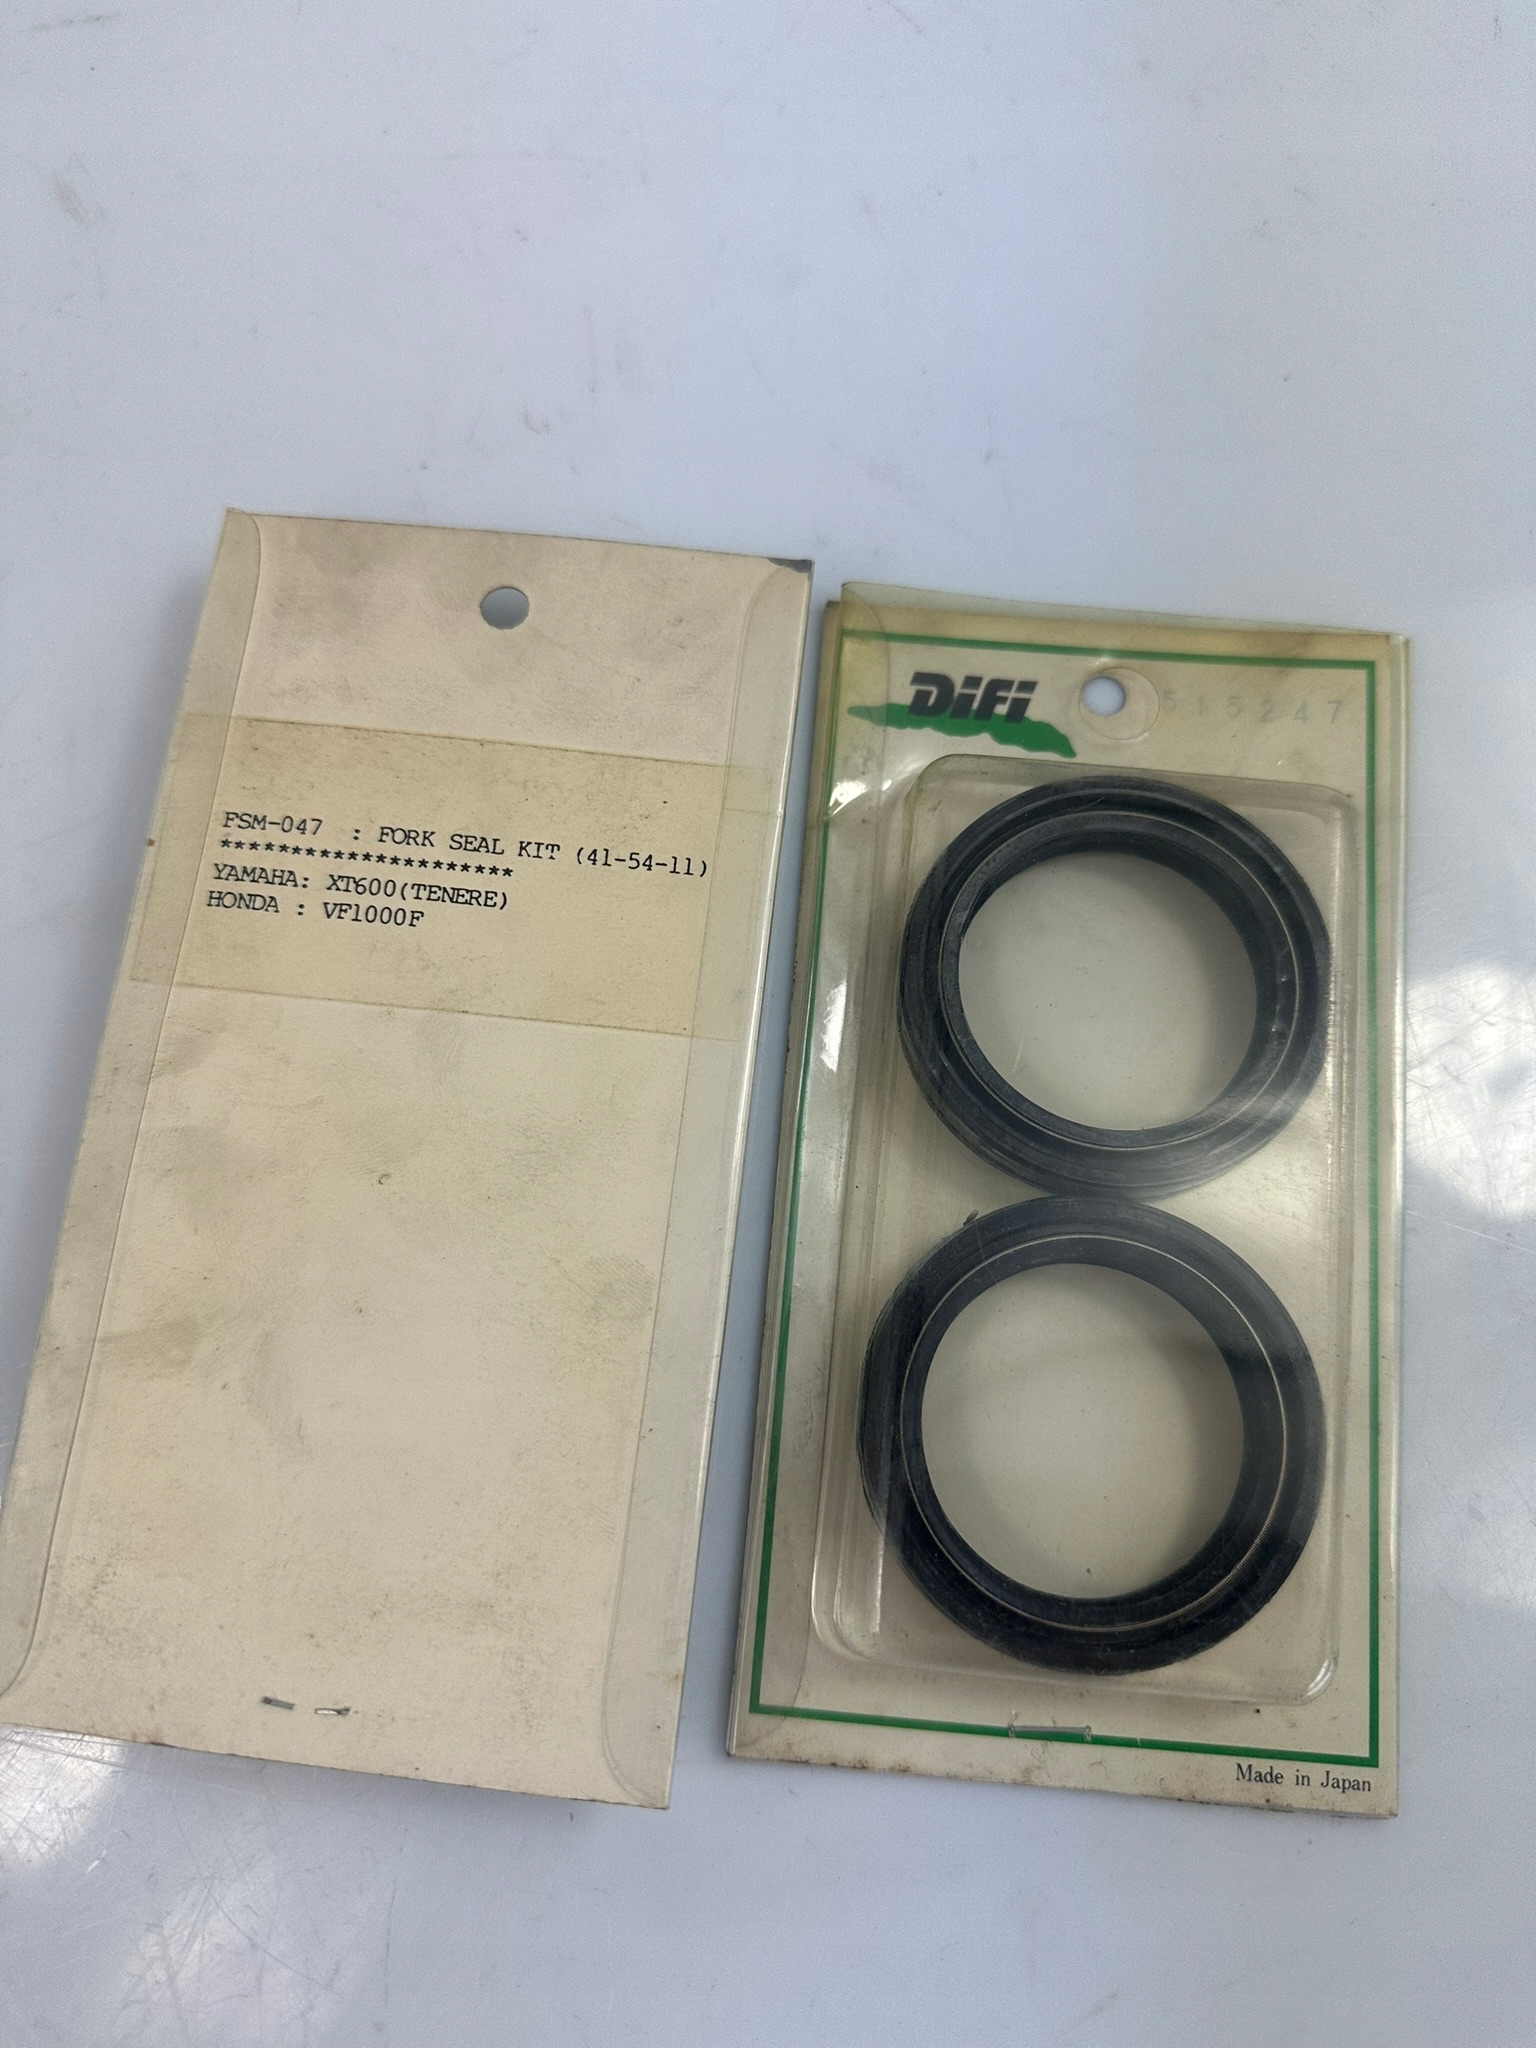 FSM-047 : FORK SEAL KIT (41-54-11)
*********************
YAMAHA: XT600(TENERE)
HONDA : VF1000F
DiFi
515247
Made in Japan